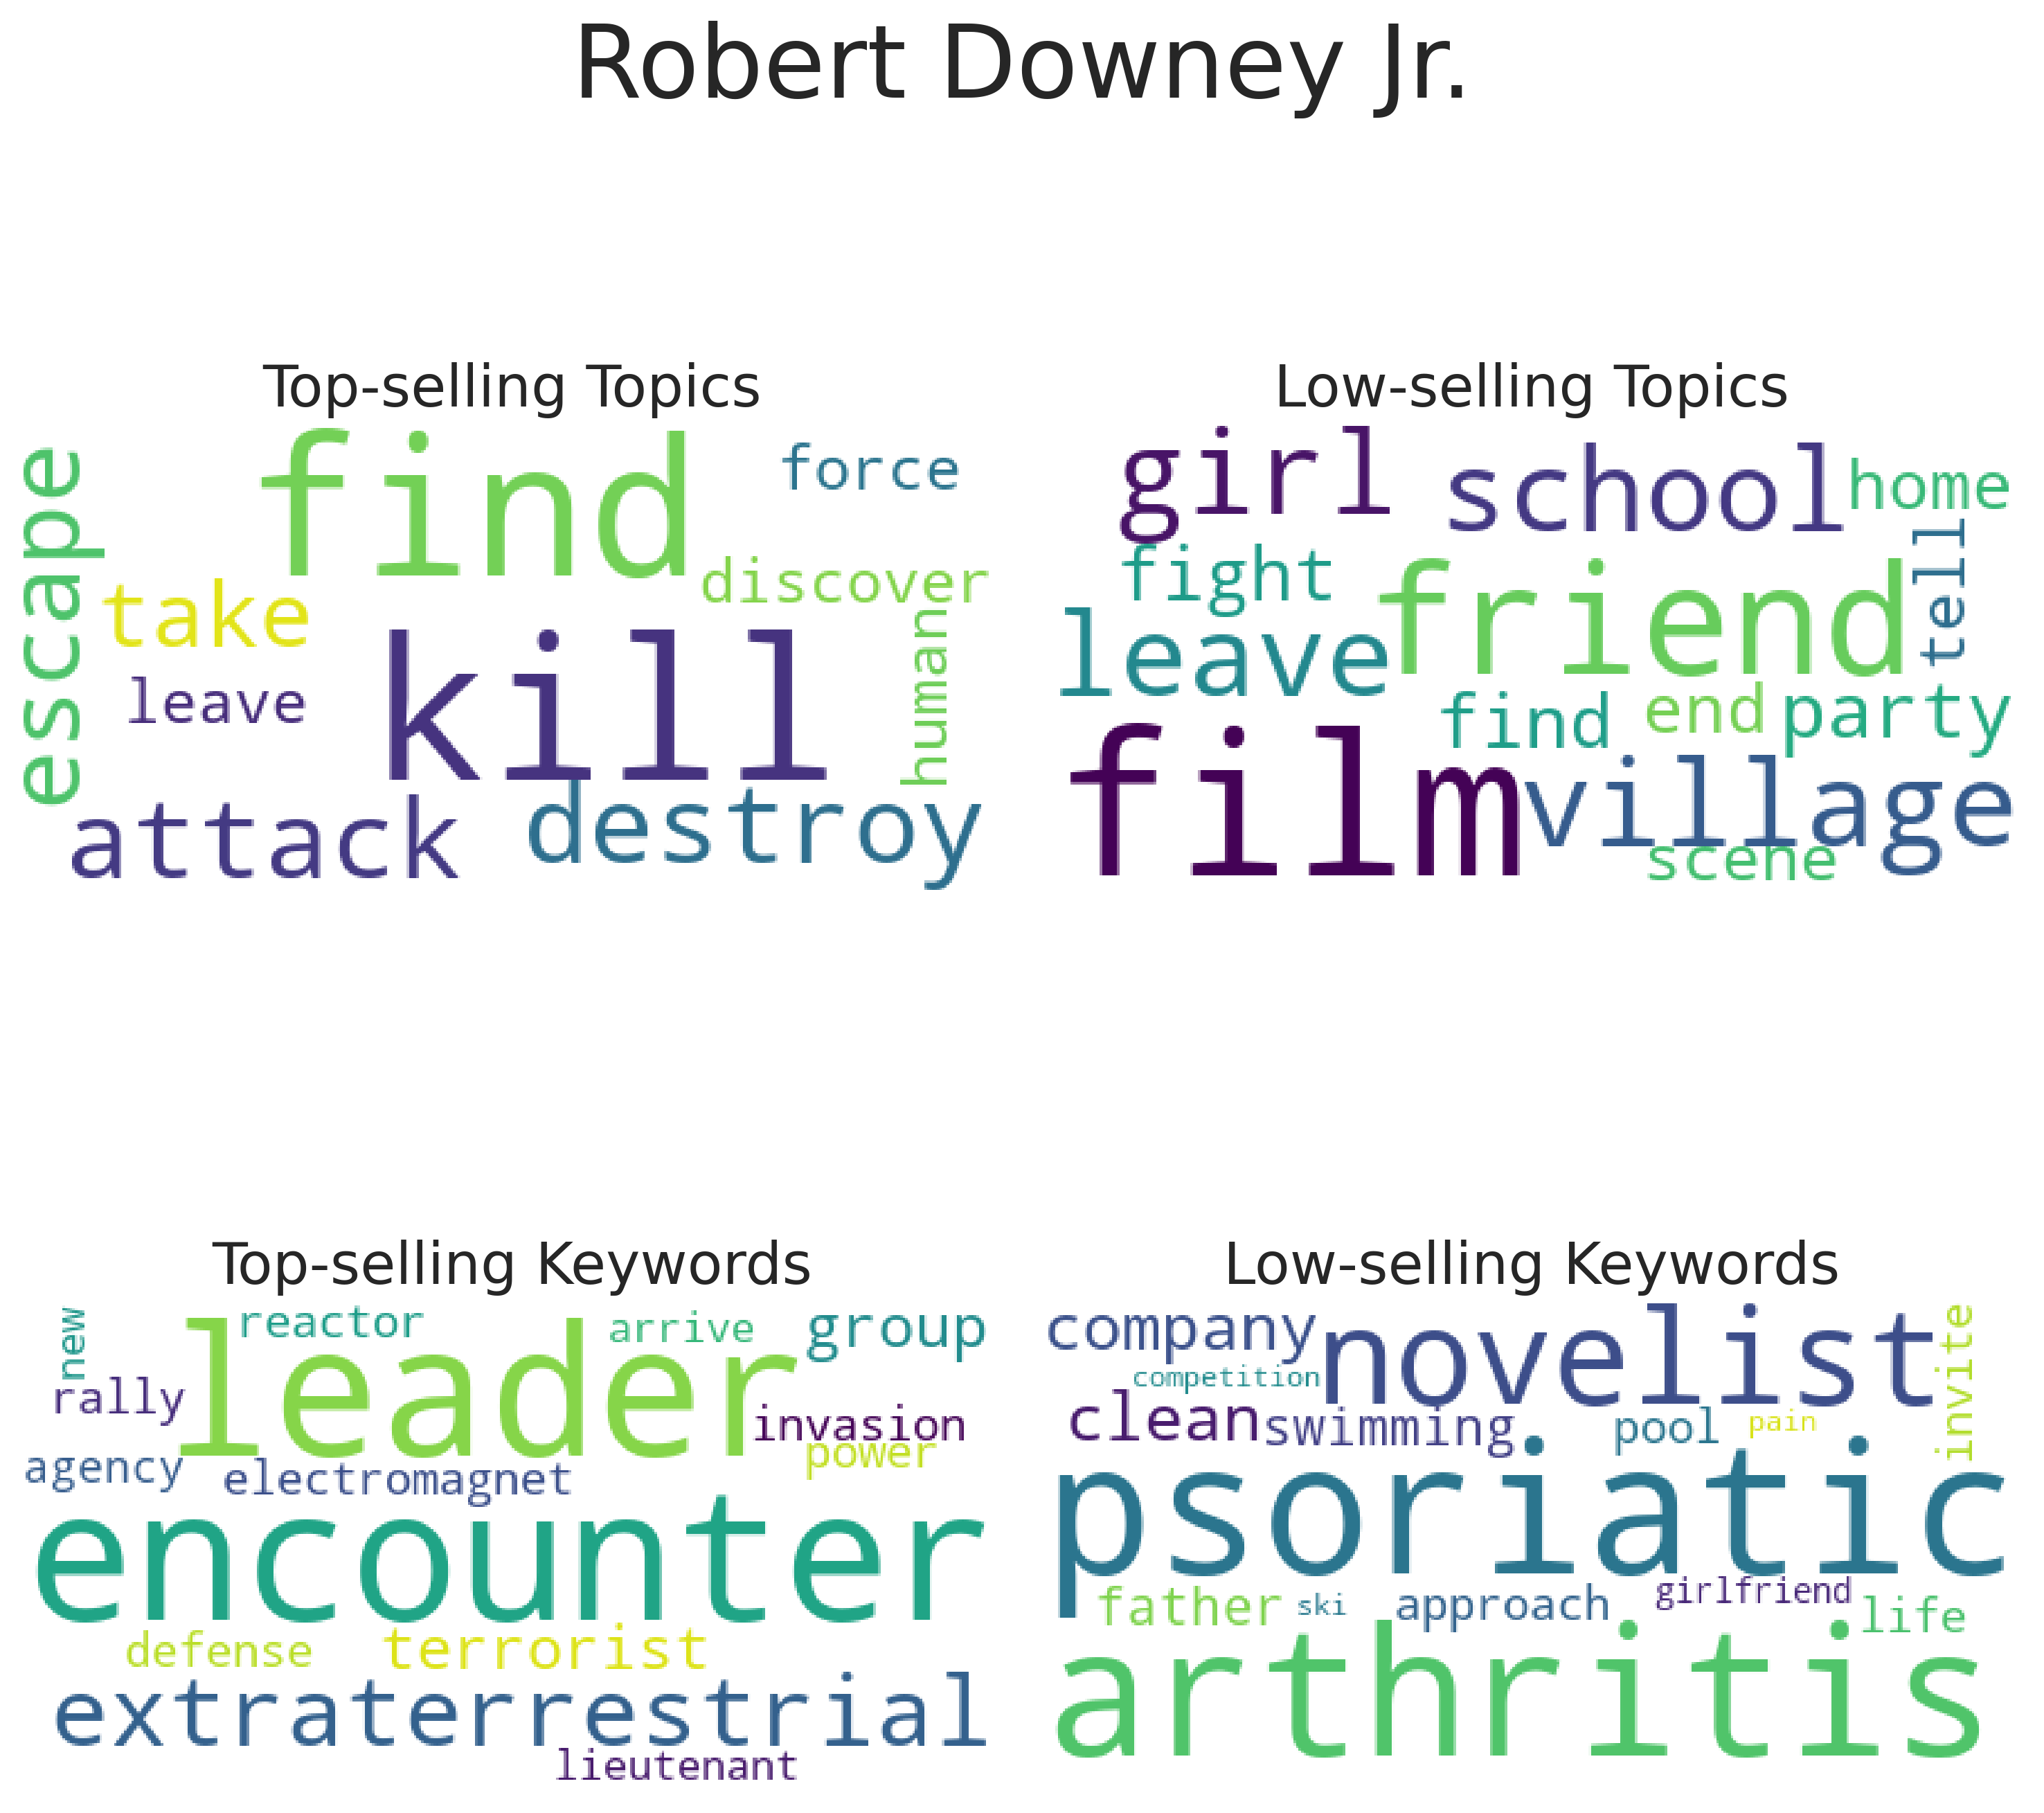 Robert Downey Jr.
Top-selling Topics
find
force
escape
discover
take
human
kill
leave
attack
destroy
Low-selling Topics
girl
school
home
tell
fight
friend
leave
find
end
party
film
village
scene
Top-selling Keywords
new
reactor
arrive
group
leader
rally
invasion
power
agency
electromagnet
encounter
defense
terrorist
extraterrestrial
lieutenant
Low-selling Keywords
company
novelist
invite
competition
clean
swimming
pool
pain
psoriatic
father
ski
approach
girlfriend
life
arthritis